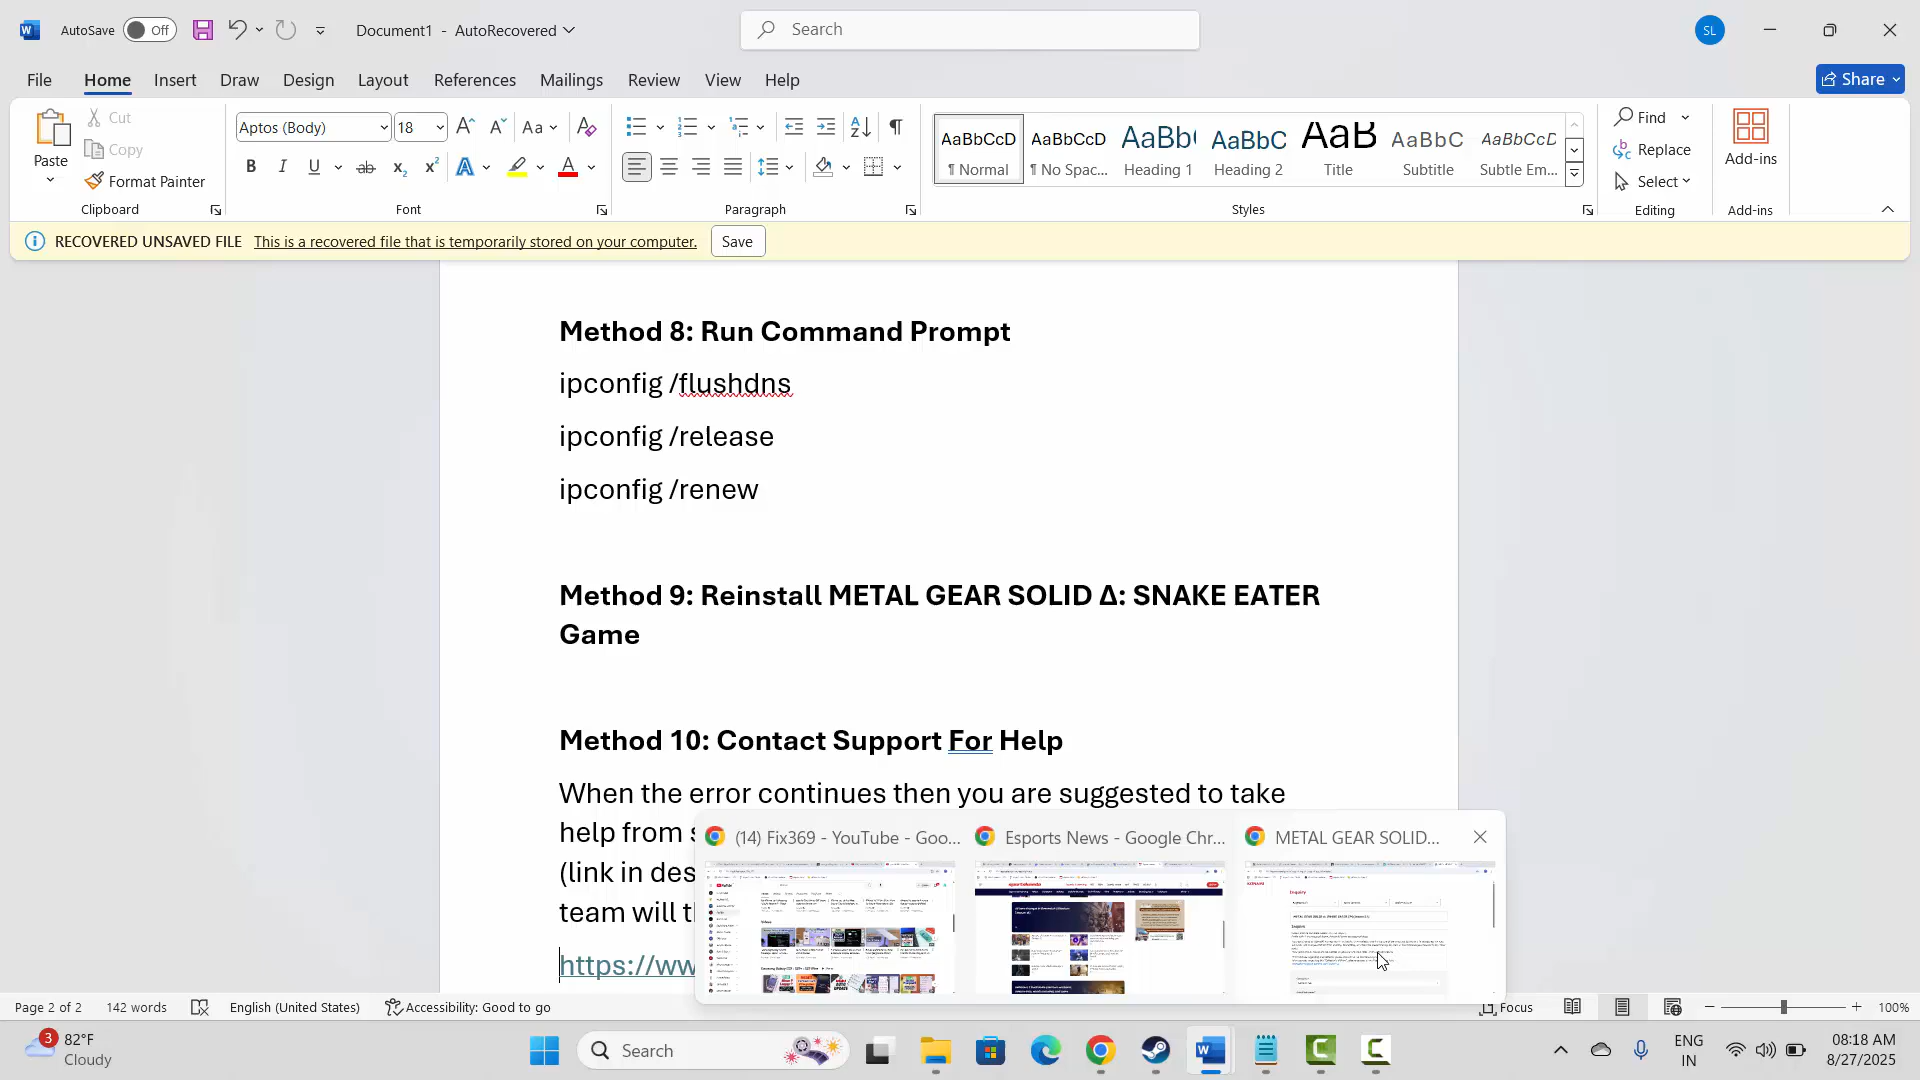 AutoSave Off Document1 - AutoRecovered Search SL
File Home Insert Draw Design Layout References Mailings Review View Help Share
Paste Cut Copy Format Painter Clipboard
Aptos (Body) 18 Font
Paragraph
AaBbCcD AaBbCcD AaBb( AaBbC AaB AaBbC AaBbCcD
¶ Normal ¶ No Spac... Heading 1 Heading 2 Title Subtitle Subtle Em...
Styles
Find Replace Select Editing
Add-ins Add-ins
RECOVERED UNSAVED FILE This is a recovered file that is temporarily stored on your computer. Save
Method 8: Run Command Prompt
ipconfig /flushdns
ipconfig /release
ipconfig /renew
Method 9: Reinstall METAL GEAR SOLID Δ: SNAKE EATER
Game
Method 10: Contact Support For Help
When the error continues then you are suggested to take
help from s
(link in des
team will t
https://ww
(14) Fix369 - YouTube - Goo... Esports News - Google Chr... METAL GEAR SOLID...
Page 2 of 2 142 words English (United States) Accessibility: Good to go Focus 100%
3 82°F
Cloudy
Search
ENG
IN
08:18 AM
8/27/2025